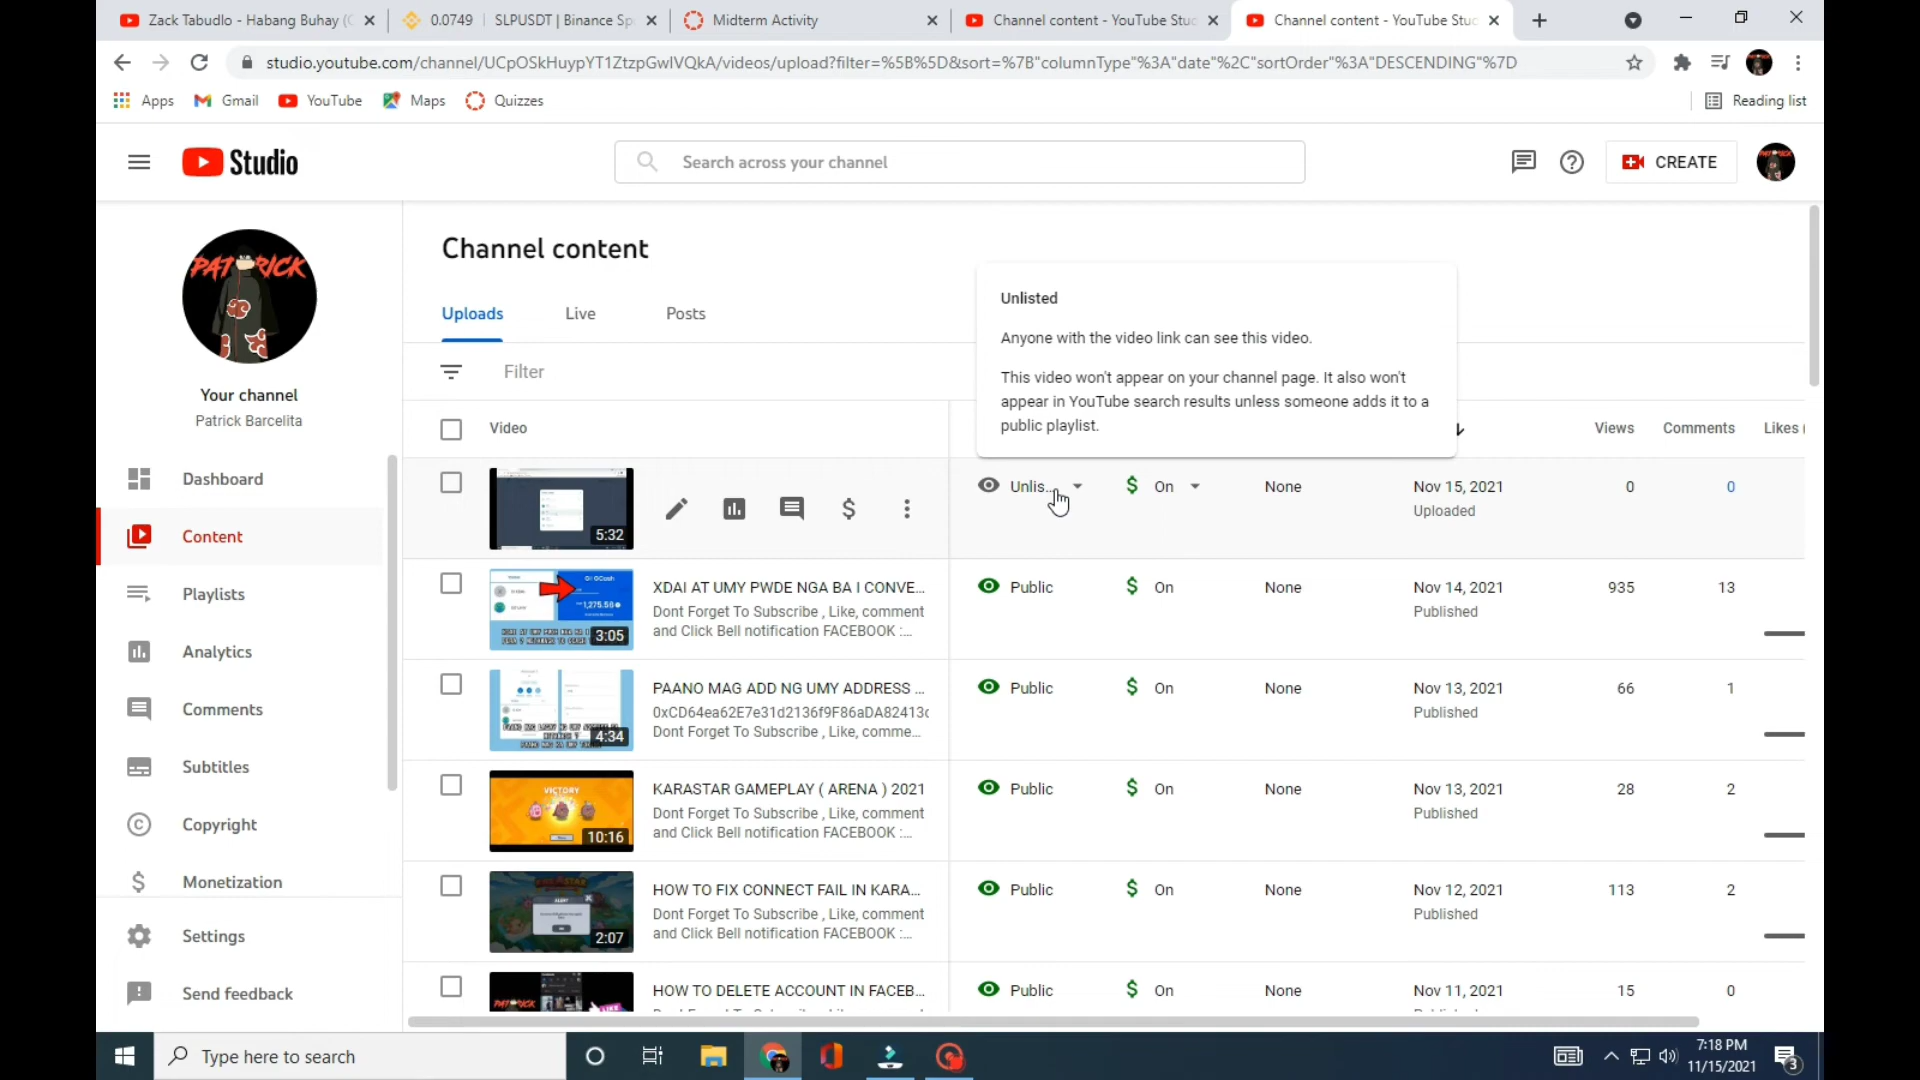 Zack Tabudlo - Habang Buhay (
0.0749 | SLPUSDT | Binance Sp
Midterm Activity
Channel content - YouTube Stu
Channel content - YouTube Stu
studio.youtube.com/channel/UCpOSkHuypYT1ZtzpGwIVQkA/videos/upload?filter=%5B%5D&sort=%7B"columnType"%3A"date"%2C"sortOrder"%3A"DESCENDING"%7D
Apps Gmail YouTube Maps Quizzes Reading list
Studio
Search across your channel
CREATE
Channel content
Uploads Live Posts
Filter
Unlisted
Anyone with the video link can see this video.
This video won't appear on your channel page. It also won't
appear in YouTube search results unless someone adds it to a
public playlist.
PATRICK
Your channel
Patrick Barcelita
Dashboard
Content
Playlists
Analytics
Comments
Subtitles
Copyright
Monetization
Settings
Send feedback
Video Views Comments Likes
5:32
Unlis... On None Nov 15, 2021 0 0
Uploaded
XDAI AT UMY PWDE NGA BA I CONVE... Public On None Nov 14, 2021 935 13
Dont Forget To Subscribe , Like, comment Published
and Click Bell notification FACEBOOK :...
GCash
1,275.56
3:05
PAANO MAG ADD NG UMY ADDRESS ... Public On None Nov 13, 2021 66 1
0xCD64ea62E7e31d2136f9F86aDA82413c Published
Dont Forget To Subscribe , Like, comme...
4:34
KARASTAR GAMEPLAY ( ARENA ) 2021 Public On None Nov 13, 2021 28 2
Dont Forget To Subscribe , Like, comment Published
and Click Bell notification FACEBOOK :...
VICTORY
10:16
HOW TO FIX CONNECT FAIL IN KARA... Public On None Nov 12, 2021 113 2
Dont Forget To Subscribe , Like, comment Published
and Click Bell notification FACEBOOK :...
ALERT
2:07
HOW TO DELETE ACCOUNT IN FACEB... Public On None Nov 11, 2021 15 0
PATRICK
Type here to search
7:18 PM
11/15/2021
3